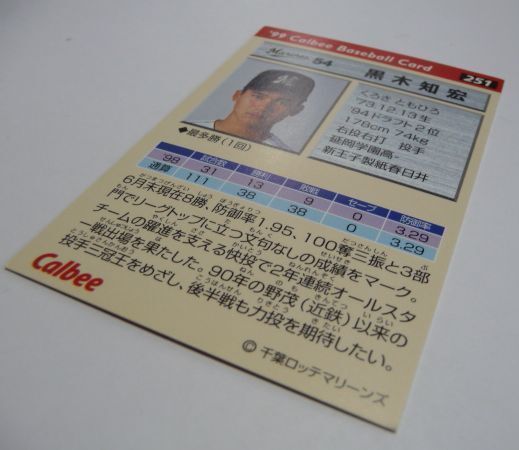 '99 Calbee Baseball Card
251
Marines 54 黒木知宏
くろき ともひろ
'73.12.13生
'94ドラフト2位
178cm 74kg
右投右打 投手
延岡学園高-
新王子製紙春日井
◆最多勝(1回)
試合数 勝利 敗戦 セーブ 防御率
'98 31 13 9 0 3.29
通算 111 38 38 0 3.29
6月末現在8勝、防御率1.95、100奪三振と3部
門でリーグトップに立つ文句なしの成績をマーク。
チームの躍進を支える快投で2年連続オールスタ
ー戦出場を果たした。90年の野茂(近鉄)以来の
投手三冠王をめざし、後半戦も力投を期待したい。
Calbee
© 千葉ロッテマリーンズ